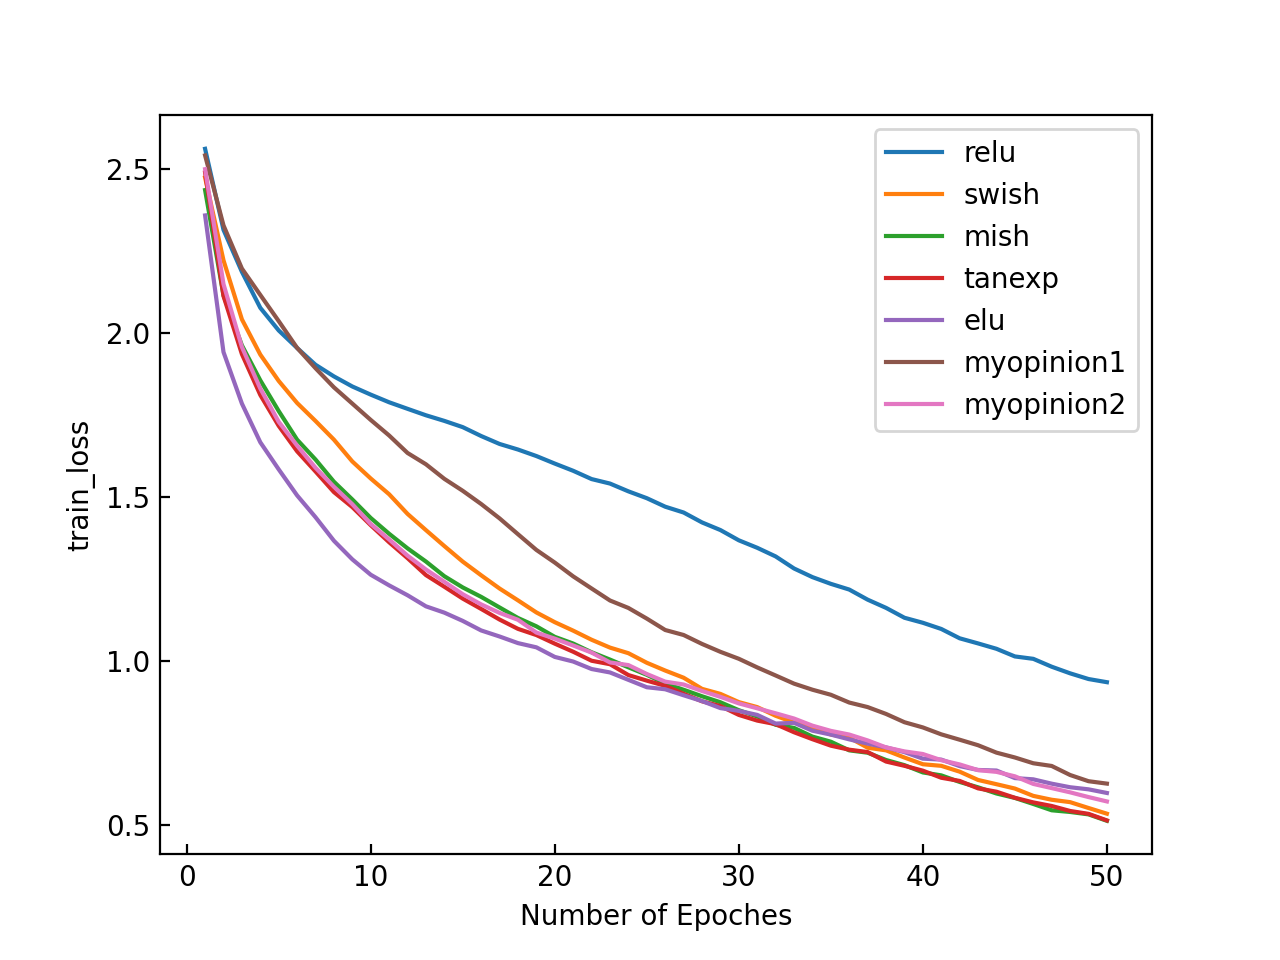 relu
swish
mish
tanexp
elu
myopinion1
myopinion2
train_loss
2.5
2.0
1.5
1.0
0.5
0 10 20 30 40 50
Number of Epoches